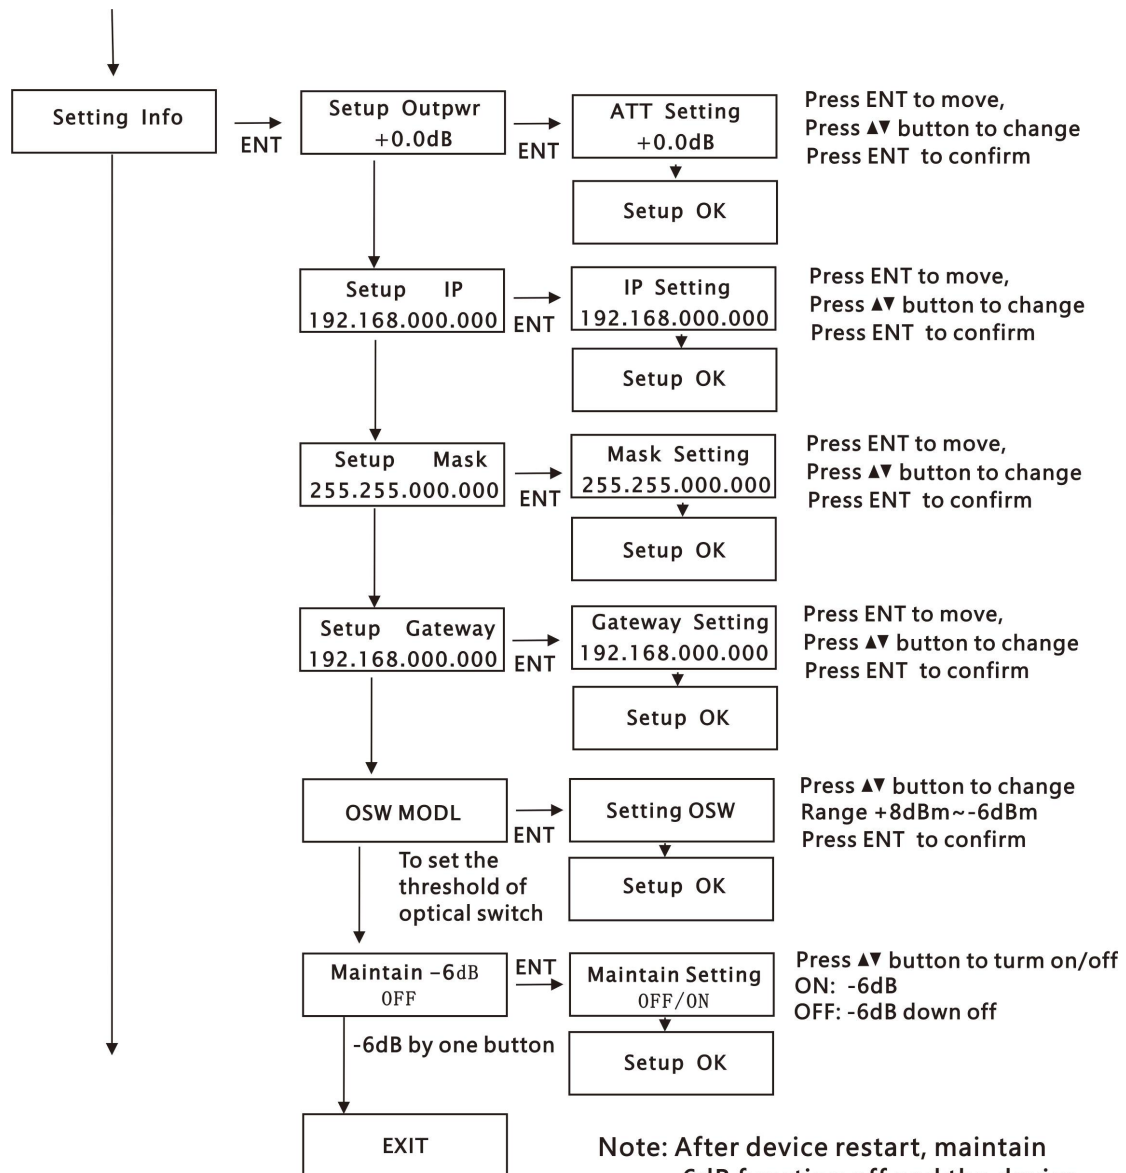 Setting Info
ENT
Setup Outpwr
+0.0dB
ENT
ATT Setting
+0.0dB
Setup OK
Press ENT to move,
Press ▲▼ button to change
Press ENT to confirm
Setup IP
192.168.000.000
ENT
IP Setting
192.168.000.000
Setup OK
Press ENT to move,
Press ▲▼ button to change
Press ENT to confirm
Setup Mask
255.255.000.000
ENT
Mask Setting
255.255.000.000
Setup OK
Press ENT to move,
Press ▲▼ button to change
Press ENT to confirm
Setup Gateway
192.168.000.000
ENT
Gateway Setting
192.168.000.000
Setup OK
Press ENT to move,
Press ▲▼ button to change
Press ENT to confirm
OSW MODL
ENT
Setting OSW
Setup OK
Press ▲▼ button to change
Range +8dBm~-6dBm
Press ENT to confirm
To set the
threshold of
optical switch
Maintain -6dB
OFF
ENT
Maintain Setting
OFF/ON
Setup OK
Press ▲▼ button to turm on/off
ON: -6dB
OFF: -6dB down off
-6dB by one button
EXIT
Note: After device restart, maintain